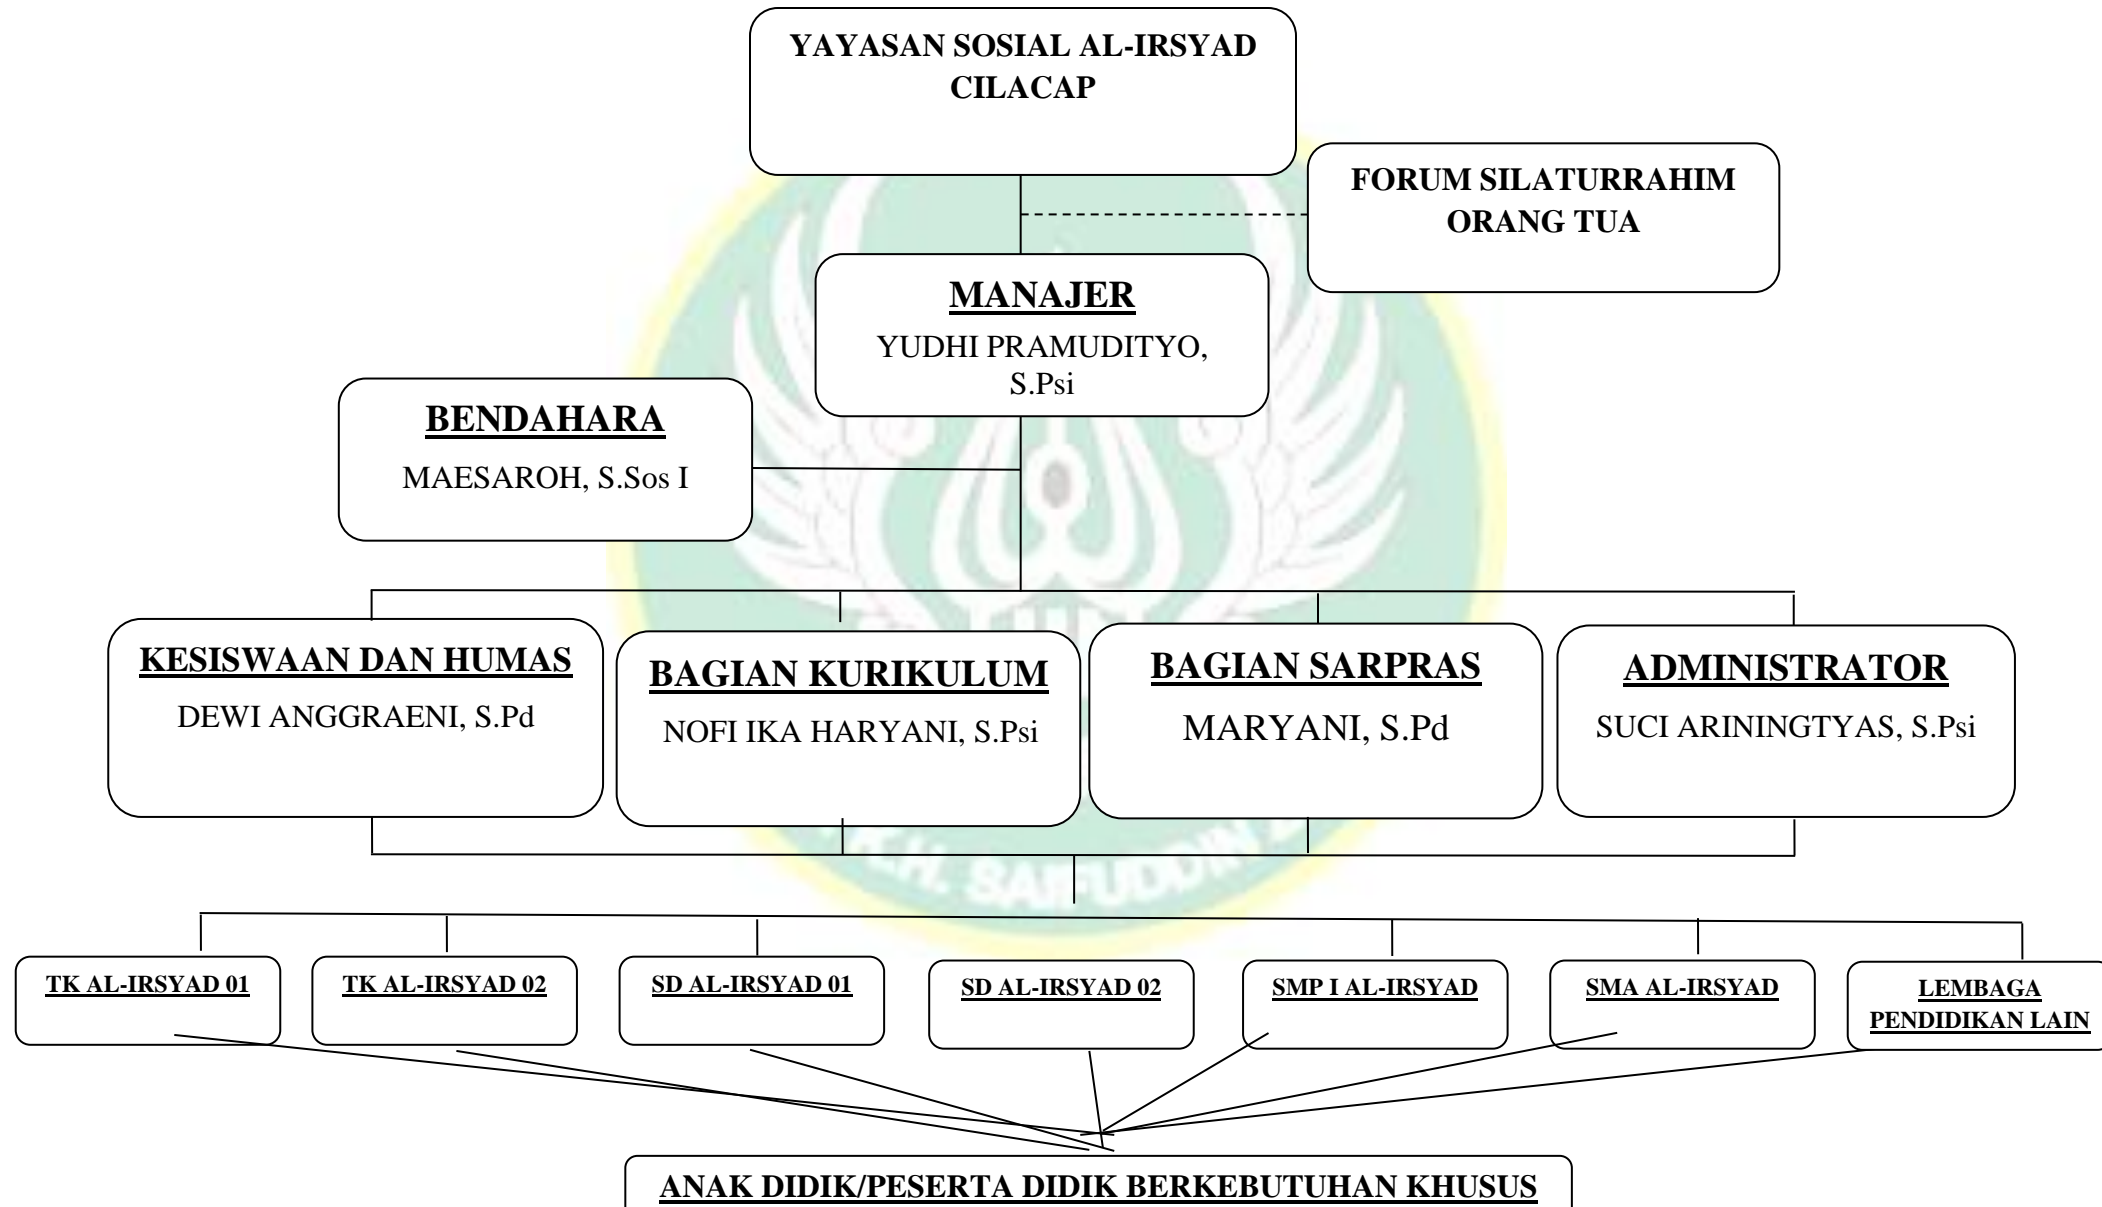 YAYASAN SOSIAL AL-IRSYAD
CILACAP
FORUM SILATURRAHIM
ORANG TUA
MANAJER
YUDHI PRAMUDITYO,
S.Psi
BENDAHARA
MAESAROH, S.Sos I
KESISWAAN DAN HUMAS
DEWI ANGGRAENI, S.Pd
BAGIAN KURIKULUM
NOFI IKA HARYANI, S.Psi
BAGIAN SARPRAS
MARYANI, S.Pd
ADMINISTRATOR
SUCI ARININGTYAS, S.Psi
K.H. SAIFUDDIN
TK AL-IRSYAD 01
TK AL-IRSYAD 02
SD AL-IRSYAD 01
SD AL-IRSYAD 02
SMP I AL-IRSYAD
SMA AL-IRSYAD
LEMBAGA
PENDIDIKAN LAIN
ANAK DIDIK/PESERTA DIDIK BERKEBUTUHAN KHUSUS